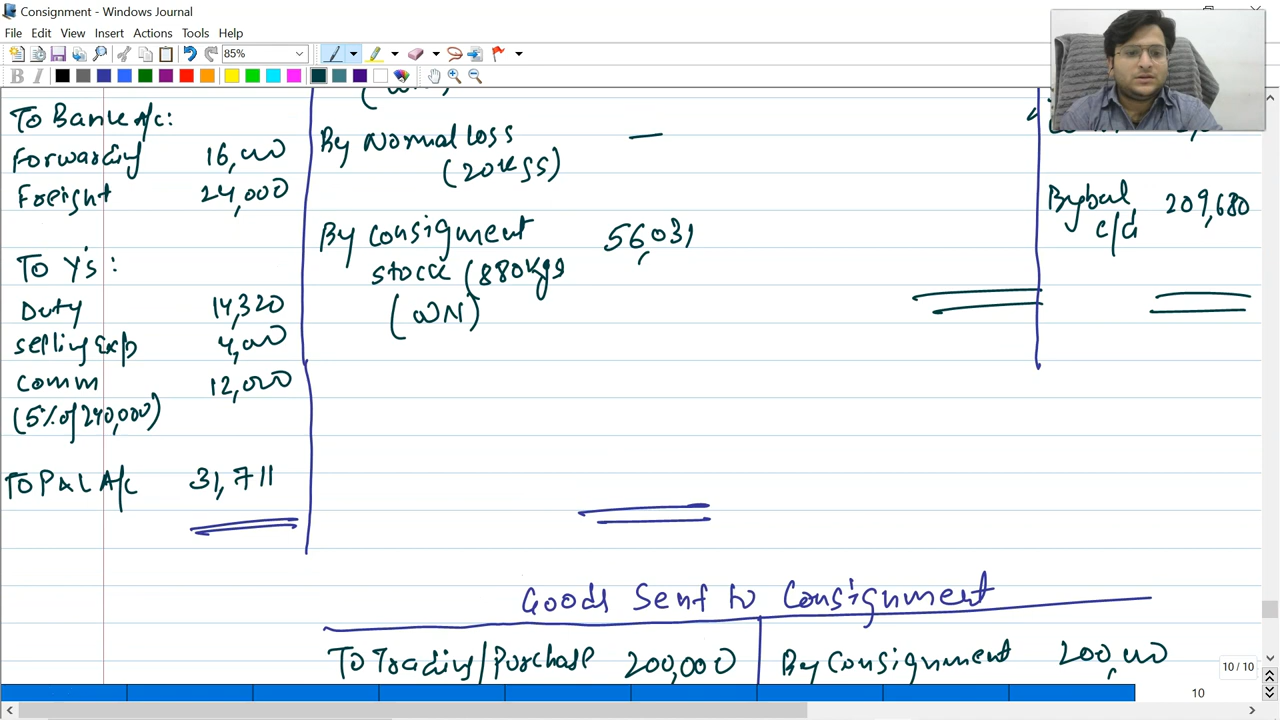 Consignment - Windows Journal
File Edit View Insert Actions Tools Help
85%
B I
To Bank A/c:
Forwarding 16,000
Freight 24,000
To Y's :
Duty 14,320
Selling Exp 4,000
Comm 12,000
(5% of 240,000)
To P&L A/c 31,711
By Normal Loss —
(20 Kgs)
By Consignment 56,031
Stock (880 Kgs
(WN)
By bal 209,680
c/d
Goods Sent to Consignment
To Trading/Purchase 200,000
By Consignment 200,000
10 / 10
10